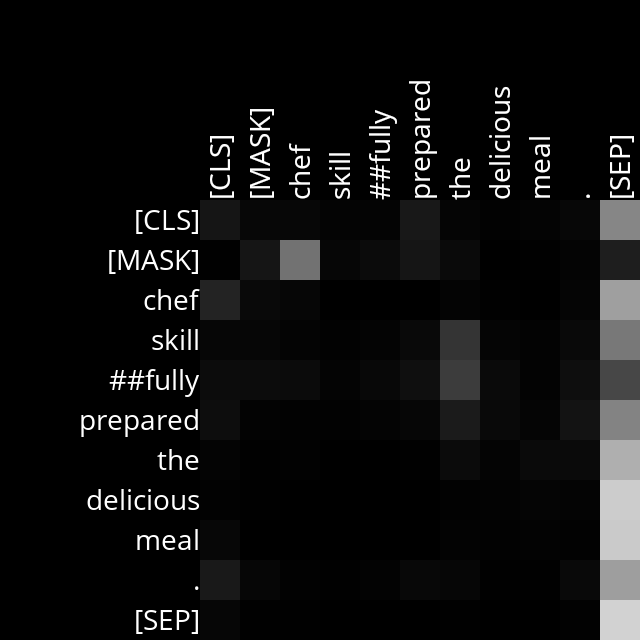 [CLS] [MASK] chef skill ##fully prepared the delicious meal . [SEP]
[CLS]
[MASK]
chef
skill
##fully
prepared
the
delicious
meal
.
[SEP]